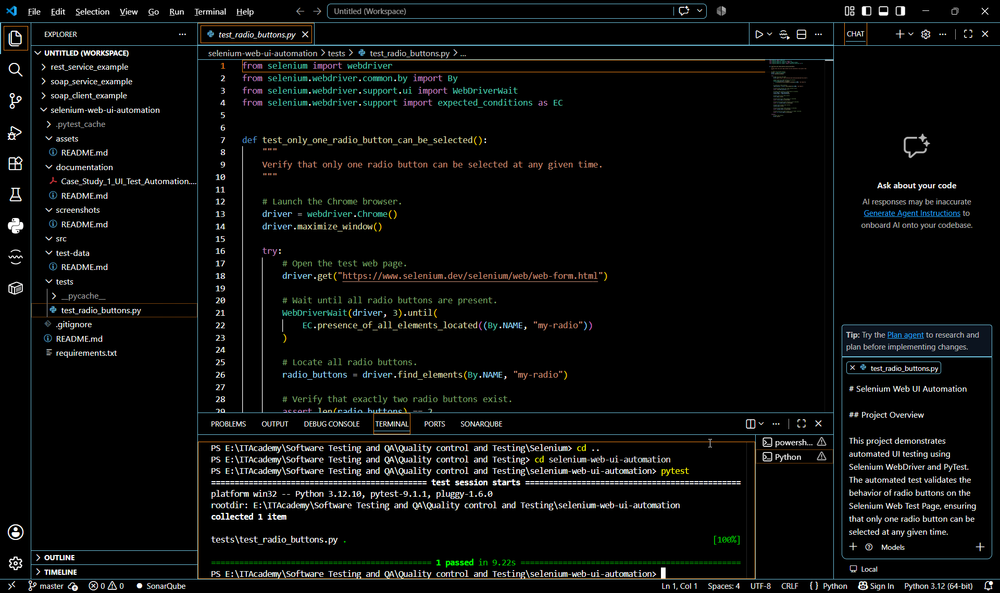 File Edit Selection View Go Run Terminal Help
Untitled (Workspace)
EXPLORER
UNTITLED (WORKSPACE)
rest_service_example
soap_service_example
soap_client_example
selenium-web-ui-automation
.pytest_cache
assets
README.md
documentation
Case_Study_1_UI_Test_Automation....
README.md
screenshots
README.md
src
test-data
README.md
tests
__pycache__
test_radio_buttons.py
.gitignore
README.md
requirements.txt
OUTLINE
TIMELINE
test_radio_buttons.py
selenium-web-ui-automation > tests > test_radio_buttons.py > ...
1 from selenium import webdriver
2 from selenium.webdriver.common.by import By
3 from selenium.webdriver.support.ui import WebDriverWait
4 from selenium.webdriver.support import expected_conditions as EC
5
6
7 def test_only_one_radio_button_can_be_selected():
8 """
9 Verify that only one radio button can be selected at any given time.
10 """
11
12 # Launch the Chrome browser.
13 driver = webdriver.Chrome()
14 driver.maximize_window()
15
16 try:
17 # Open the test web page.
18 driver.get("https://www.selenium.dev/selenium/web/web-form.html")
19
20 # Wait until all radio buttons are present.
21 WebDriverWait(driver, 3).until(
22 EC.presence_of_all_elements_located((By.NAME, "my-radio"))
23 )
24
25 # Locate all radio buttons.
26 radio_buttons = driver.find_elements(By.NAME, "my-radio")
27
28 # Verify that exactly two radio buttons exist.
29 assert len(radio_buttons) == 2
PROBLEMS OUTPUT DEBUG CONSOLE TERMINAL PORTS SONARQUBE
PS E:\ITAcademy\Software Testing and QA\Quality control and Testing\Selenium> cd ..
PS E:\ITAcademy\Software Testing and QA\Quality control and Testing> cd selenium-web-ui-automation
PS E:\ITAcademy\Software Testing and QA\Quality control and Testing\selenium-web-ui-automation> pytest
=========================================== test session starts ===========================================
platform win32 -- Python 3.12.10, pytest-9.1.1, pluggy-1.6.0
rootdir: E:\ITAcademy\Software Testing and QA\Quality control and Testing\selenium-web-ui-automation
collected 1 item
tests\test_radio_buttons.py . [100%]
============================================ 1 passed in 9.22s ============================================
PS E:\ITAcademy\Software Testing and QA\Quality control and Testing\selenium-web-ui-automation>
powersh...
Python
CHAT
Ask about your code
AI responses may be inaccurate
Generate Agent Instructions to
onboard AI onto your codebase.
Tip: Try the Plan agent to research and
plan before implementing changes.
test_radio_buttons.py
# Selenium Web UI Automation
## Project Overview
This project demonstrates
automated UI testing using
Selenium WebDriver and PyTest.
The automated test validates the
behavior of radio buttons on the
Selenium Web Test Page, ensuring
that only one radio button can be
selected at any given time.
Models
Local
master 0 0 SonarQube Ln 1, Col 1 Spaces: 4 UTF-8 CRLF {} Python Sign In Python 3.12 (64-bit)